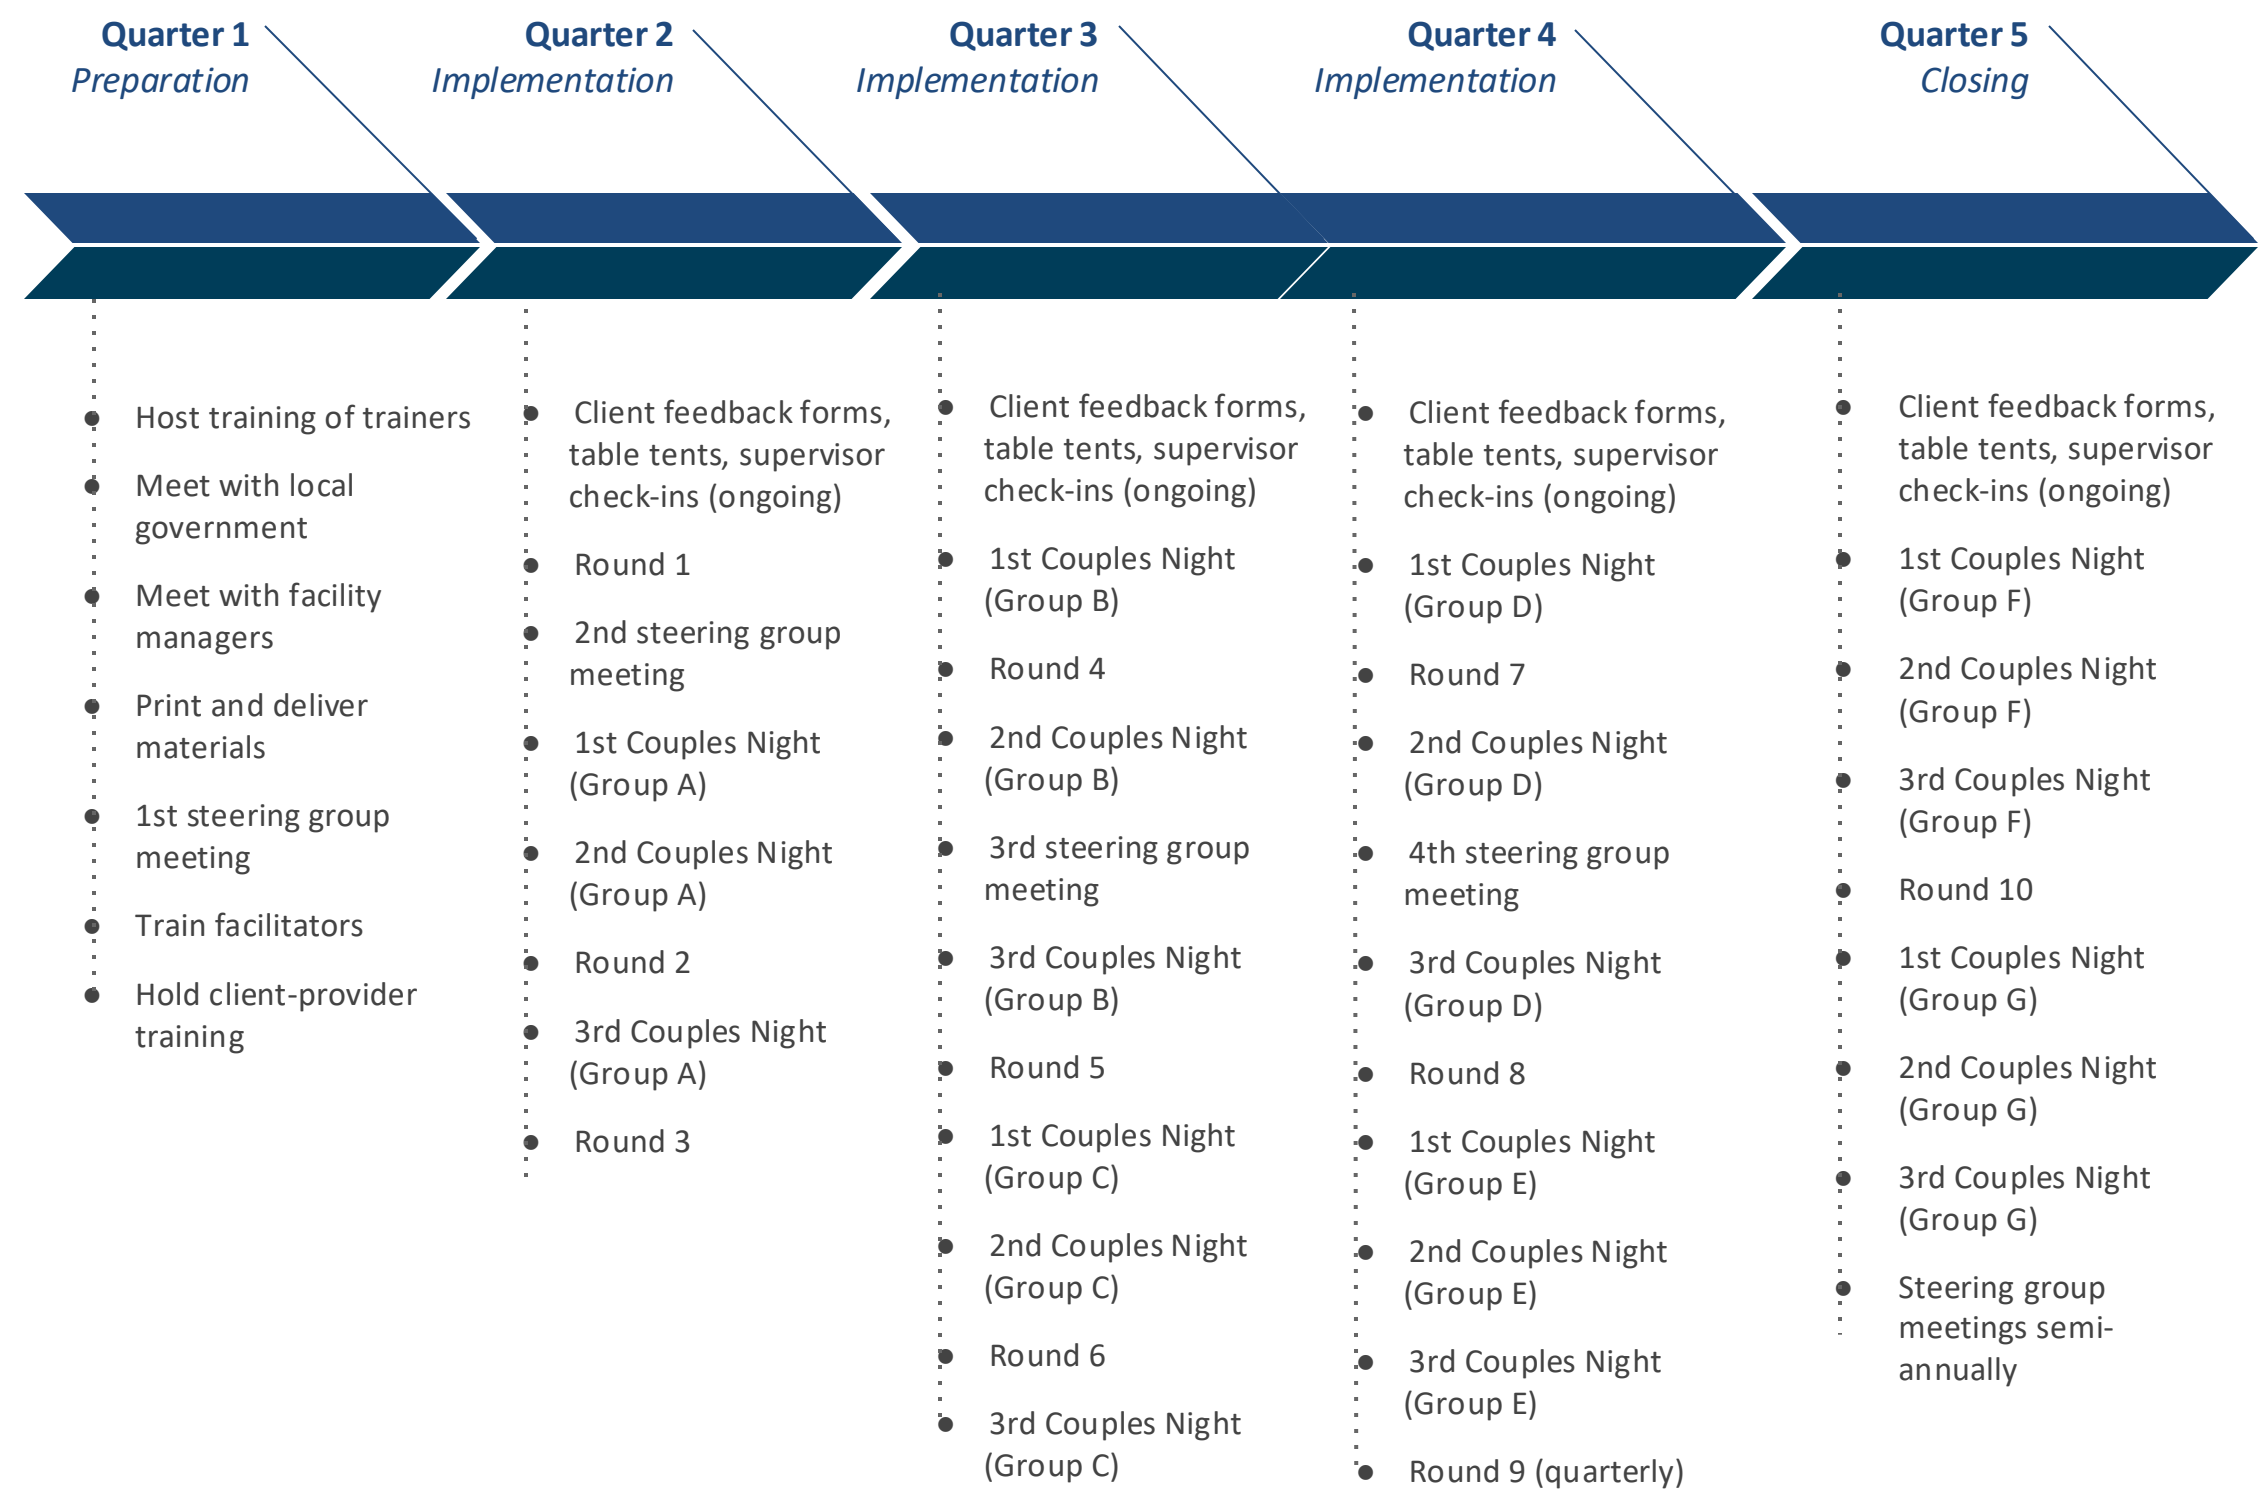 Quarter 1
Preparation
Quarter 2
Implementation
Quarter 3
Implementation
Quarter 4
Implementation
Quarter 5
Closing
● Host training of trainers
● Meet with local
government
● Meet with facility
managers
● Print and deliver
materials
● 1st steering group
meeting
● Train facilitators
● Hold client-provider
training
● Client feedback forms,
table tents, supervisor
check-ins (ongoing)
● Round 1
● 2nd steering group
meeting
● 1st Couples Night
(Group A)
● 2nd Couples Night
(Group A)
● Round 2
● 3rd Couples Night
(Group A)
● Round 3
● Client feedback forms,
table tents, supervisor
check-ins (ongoing)
● 1st Couples Night
(Group B)
● Round 4
● 2nd Couples Night
(Group B)
● 3rd steering group
meeting
● 3rd Couples Night
(Group B)
● Round 5
● 1st Couples Night
(Group C)
● 2nd Couples Night
(Group C)
● Round 6
● 3rd Couples Night
(Group C)
● Client feedback forms,
table tents, supervisor
check-ins (ongoing)
● 1st Couples Night
(Group D)
● Round 7
● 2nd Couples Night
(Group D)
● 4th steering group
meeting
● 3rd Couples Night
(Group D)
● Round 8
● 1st Couples Night
(Group E)
● 2nd Couples Night
(Group E)
● 3rd Couples Night
(Group E)
● Round 9 (quarterly)
● Client feedback forms,
table tents, supervisor
check-ins (ongoing)
● 1st Couples Night
(Group F)
● 2nd Couples Night
(Group F)
● 3rd Couples Night
(Group F)
● Round 10
● 1st Couples Night
(Group G)
● 2nd Couples Night
(Group G)
● 3rd Couples Night
(Group G)
● Steering group
meetings semi-
annually